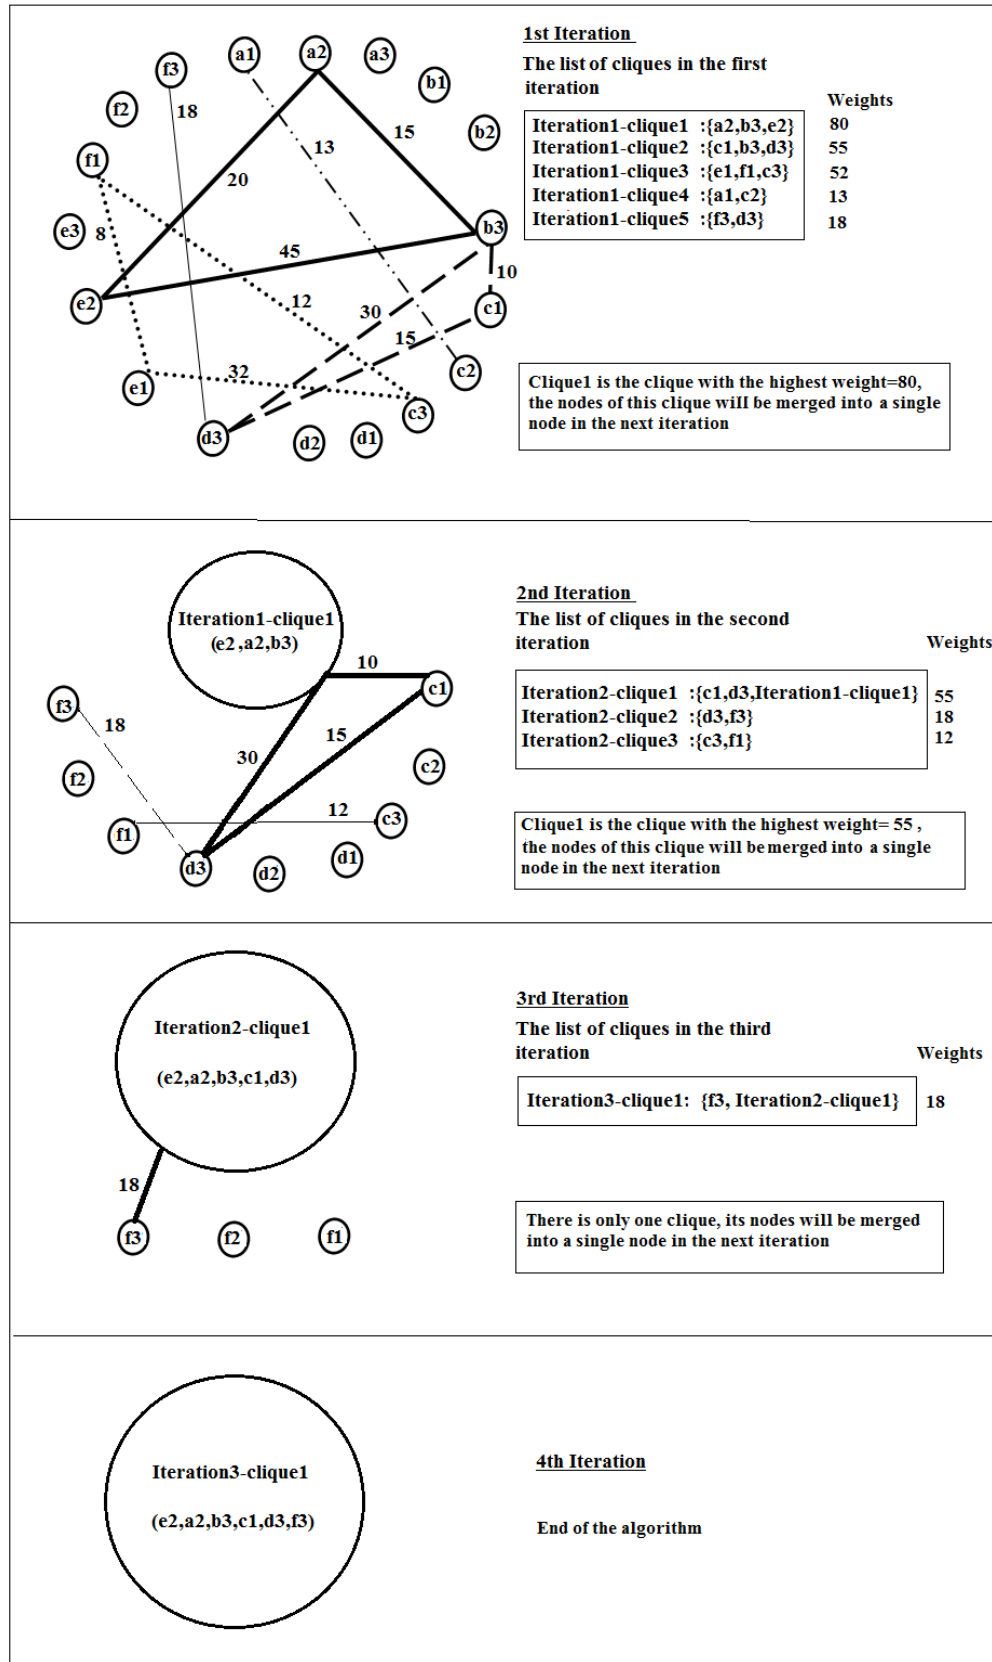 1st Iteration
The list of cliques in the first
iteration
Weights
Iteration1-clique1 :{a2,b3,e2} 80
Iteration1-clique2 :{c1,b3,d3} 55
Iteration1-clique3 :{e1,f1,c3} 52
Iteration1-clique4 :{a1,c2} 13
Iteration1-clique5 :{f3,d3} 18
Clique1 is the clique with the highest weight=80,
the nodes of this clique will be merged into a single
node in the next iteration
a1
a2
a3
b1
b2
b3
c1
c2
c3
d1
d2
d3
e1
e2
e3
f1
f2
f3
18
13
15
20
8
45
10
12
30
15
32
2nd Iteration
The list of cliques in the second
iteration
Weights
Iteration2-clique1 :{c1,d3,Iteration1-clique1} 55
Iteration2-clique2 :{d3,f3} 18
Iteration2-clique3 :{c3,f1} 12
Clique1 is the clique with the highest weight= 55 ,
the nodes of this clique will be merged into a single
node in the next iteration
Iteration1-clique1
(e2,a2,b3)
10
c1
f3
18
15
30
c2
f2
f1
12
c3
d3
d2
d1
3rd Iteration
The list of cliques in the third
iteration
Weights
Iteration3-clique1: {f3, Iteration2-clique1} 18
There is only one clique, its nodes will be merged
into a single node in the next iteration
Iteration2-clique1
(e2,a2,b3,c1,d3)
18
f3
f2
f1
Iteration3-clique1
(e2,a2,b3,c1,d3,f3)
4th Iteration
End of the algorithm